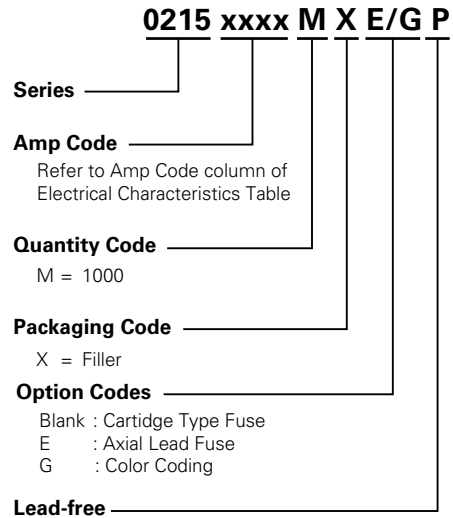 0215 xxxx M X E/G P
Series
Amp Code
Refer to Amp Code column of
Electrical Characteristics Table
Quantity Code
M = 1000
Packaging Code
X = Filler
Option Codes
Blank : Cartidge Type Fuse
E : Axial Lead Fuse
G : Color Coding
Lead-free